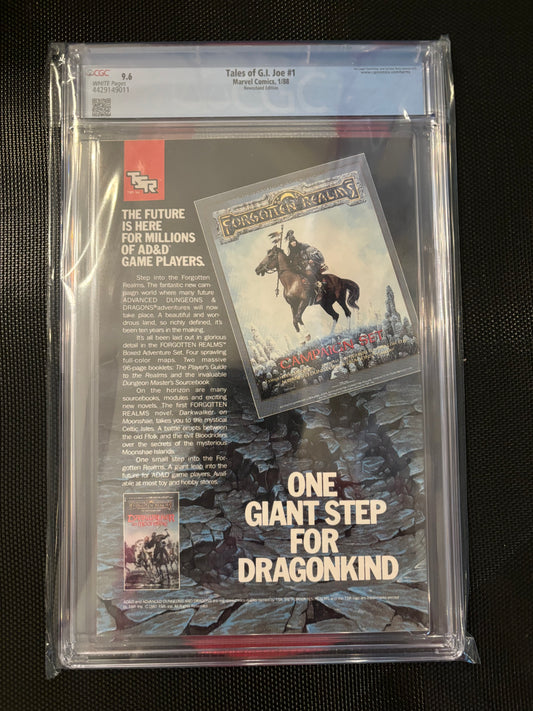 CGC
9.6
WHITE Pages
4429149011
Tales of G.I. Joe #1
Marvel Comics, 1/88
Newsstand Edition
TSR
THE FUTURE
IS HERE
FOR MILLIONS
OF AD&D®
GAME PLAYERS.
Step into the Forgotten
Realms. The fantastic new cam-
paign world where many future
ADVANCED DUNGEONS &
DRAGONS® adventures will now
take place. A beautiful and won-
drous land, so richly defined, it's
been ten years in the making.
It's all been laid out in glorious
detail in the FORGOTTEN REALMS®
Boxed Adventure Set. Four sprawling
full-color maps. Two massive
96-page booklets: The Player's Guide
to the Realms and the invaluable
Dungeon Master's Sourcebook.
On the horizon are many
sourcebooks, modules and exciting
new novels. The first FORGOTTEN
REALMS novel, Darkwalker on
Moonshae, takes you to the mystical
Celtic Isles. A battle erupts between
the old Ffolk and the evil Bloodriders
over the secrets of the mysterious
Moonshae Islands.
One small step into the For-
gotten Realms. A giant leap into the
future for AD&D game players. Avail-
able at most toy and hobby stores.
FORGOTTEN REALMS
CAMPAIGN SET
FORGOTTEN REALMS
DARKWALKER
ON MOONSHAE
ONE
GIANT STEP
FOR
DRAGONKIND